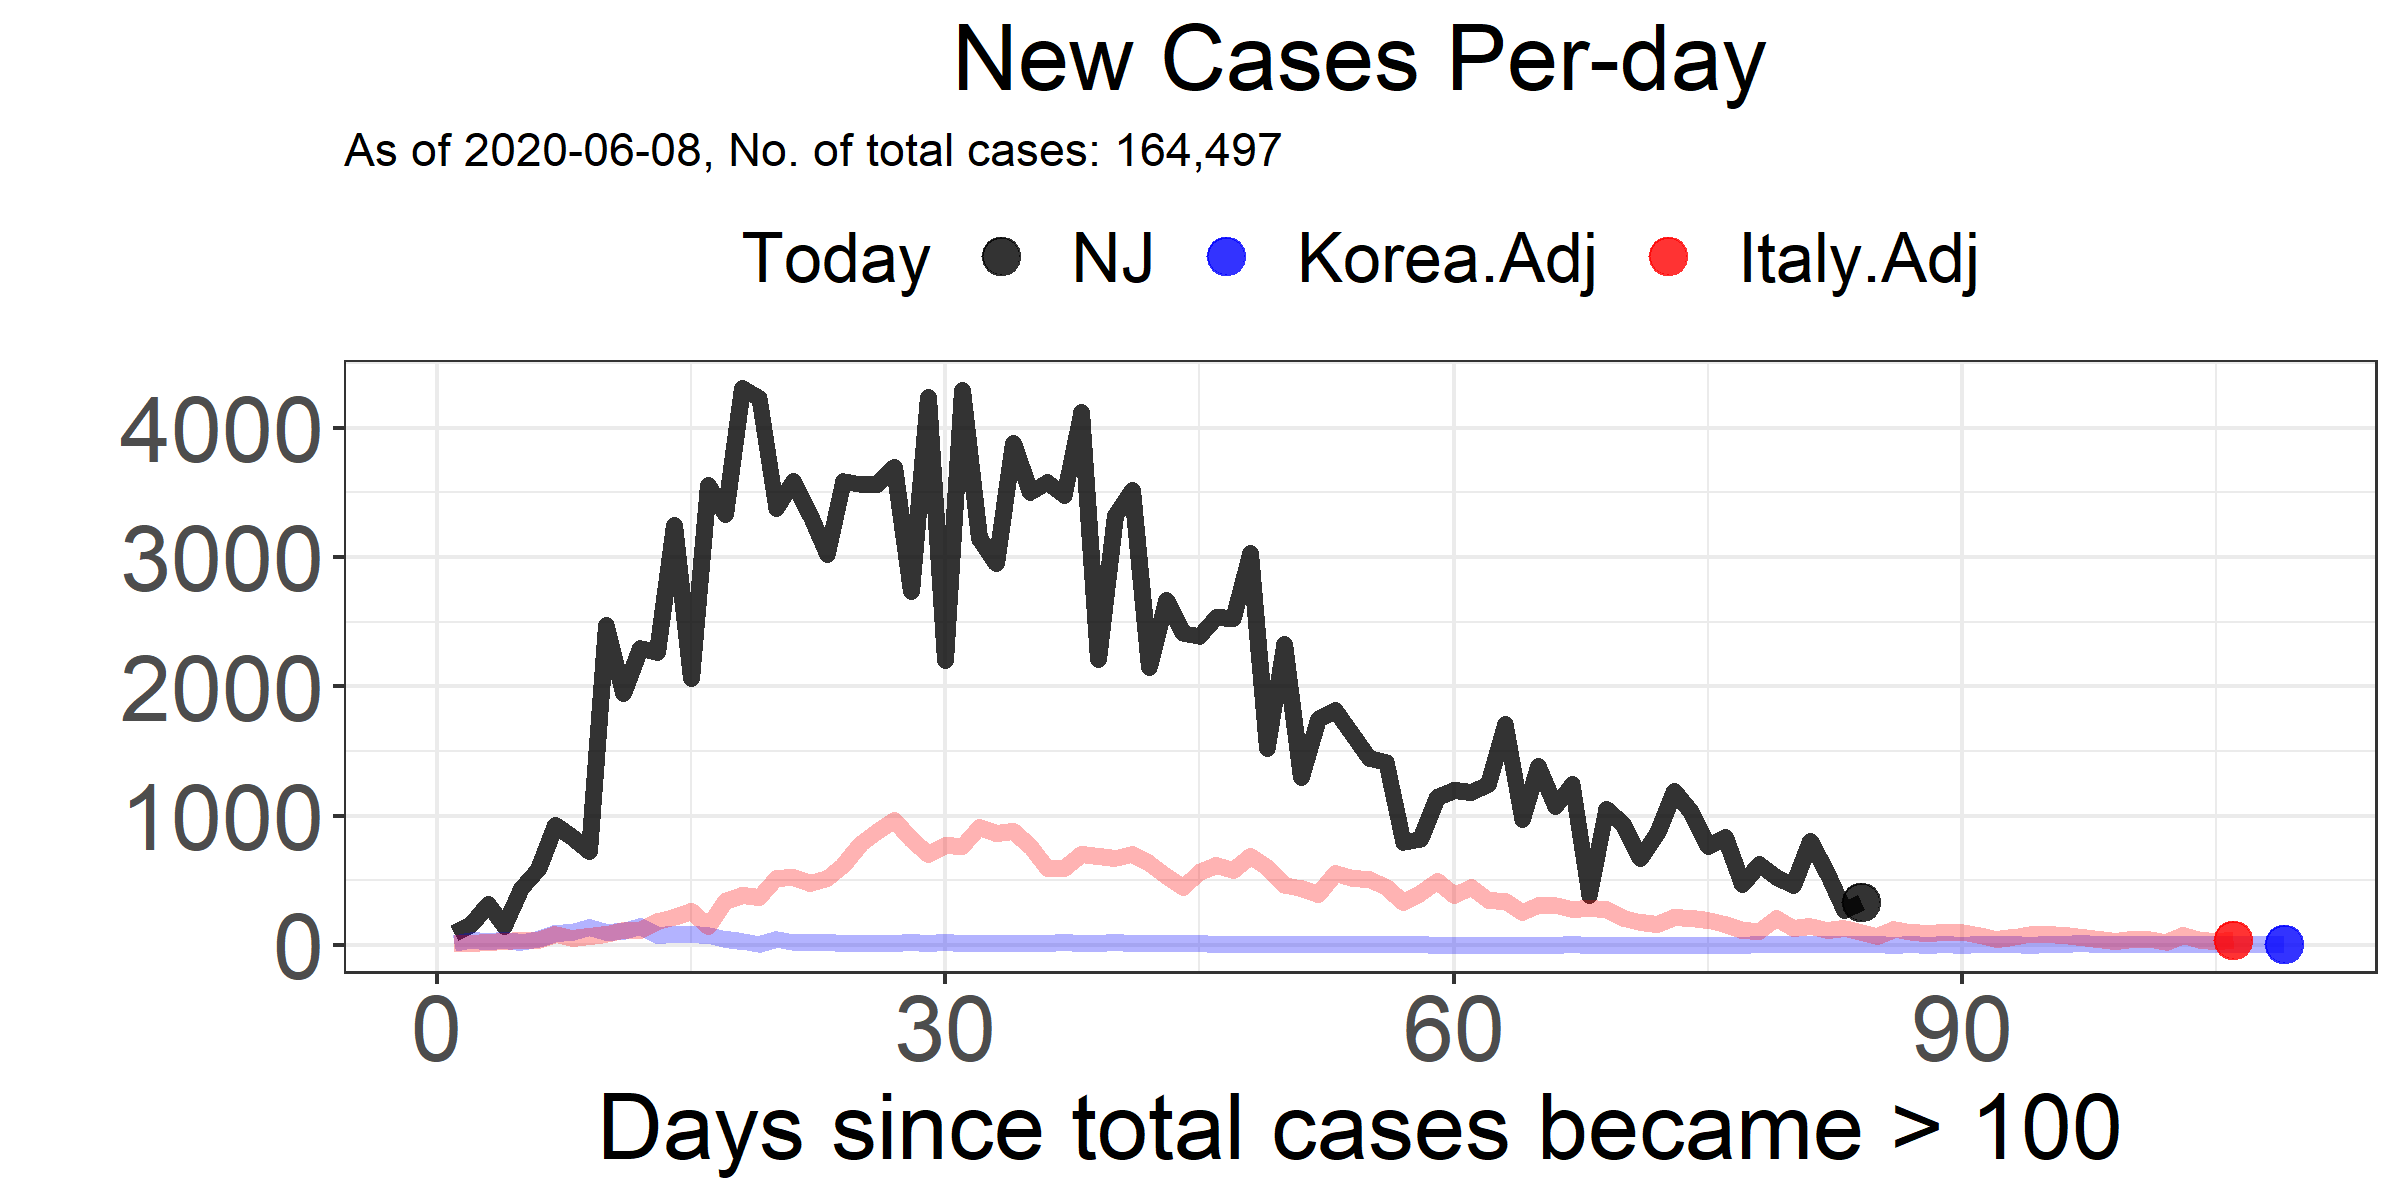 New Cases Per-day
As of 2020-06-08, No. of total cases: 164,497
Today NJ Korea.Adj Italy.Adj
4000
3000
2000
1000
0
0 30 60 90
Days since total cases became > 100